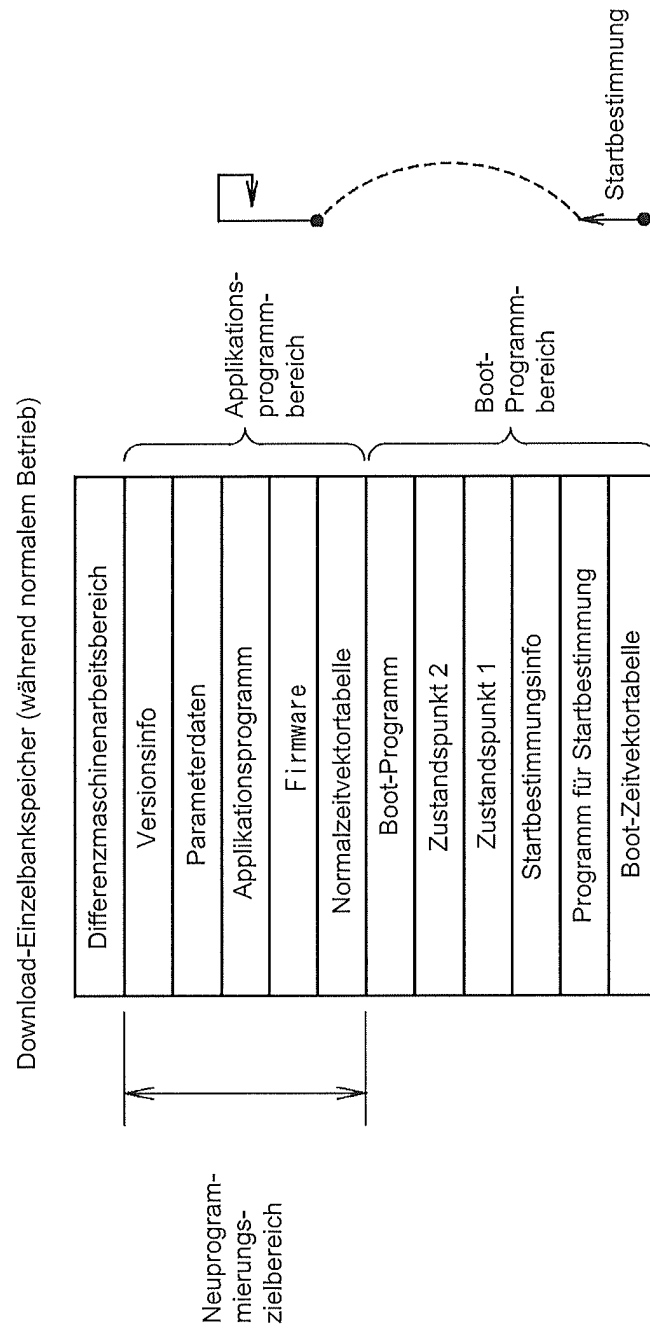 Download-Einzelbankspeicher (während normalem Betrieb)
Neuprogram-
mierungs-
zielbereich
Differenzmaschinenarbeitsbereich
Versionsinfo
Parameterdaten
Applikationsprogramm
Firmware
Normalzeitvektortabelle
Boot-Programm
Zustandspunkt 2
Zustandspunkt 1
Startbestimmungsinfo
Programm für Startbestimmung
Boot-Zeitvektortabelle
Applikations-
programm-
bereich
Boot-
Programm-
bereich
Startbestimmung